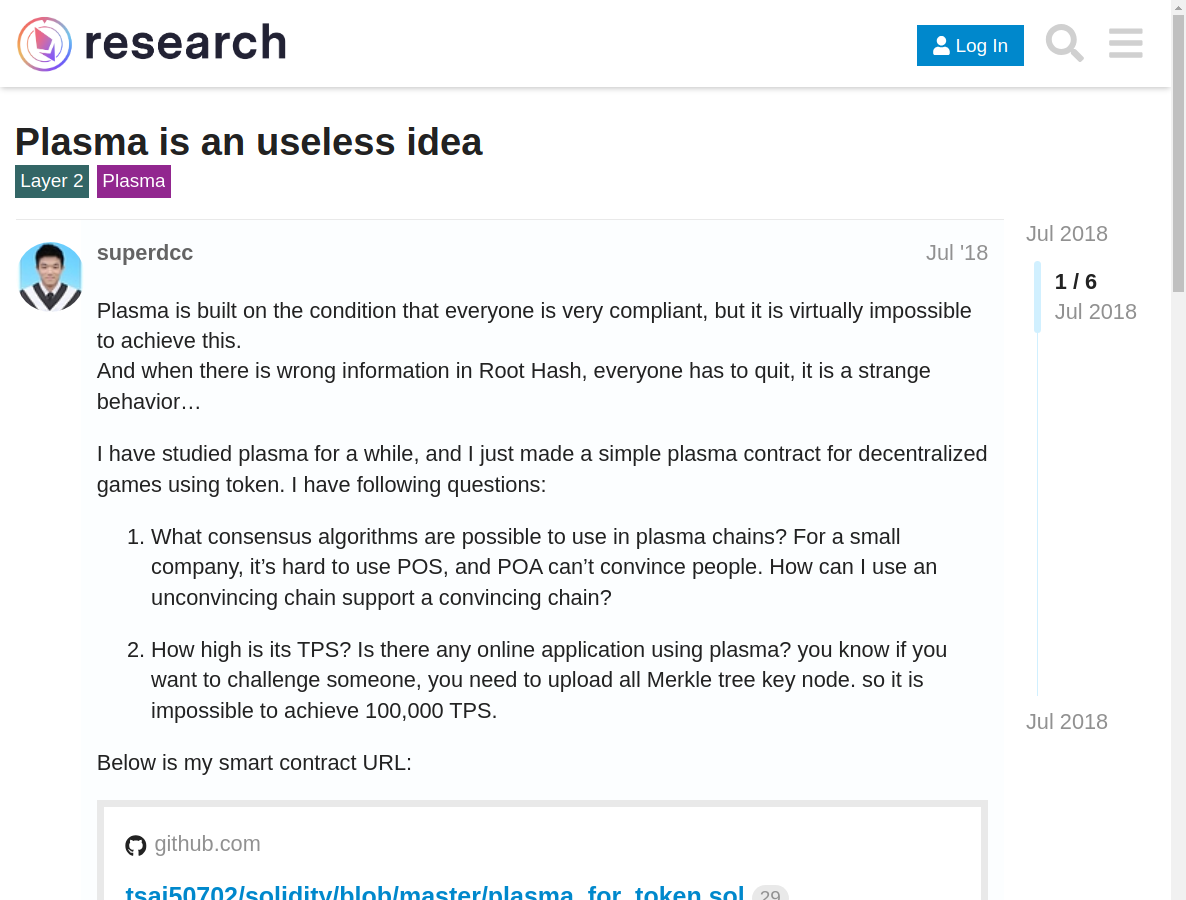 research
Log In
Plasma is an useless idea
Layer 2 Plasma
superdcc
Jul '18
Plasma is built on the condition that everyone is very compliant, but it is virtually impossible
to achieve this.
And when there is wrong information in Root Hash, everyone has to quit, it is a strange
behavior…
I have studied plasma for a while, and I just made a simple plasma contract for decentralized
games using token. I have following questions:
1. What consensus algorithms are possible to use in plasma chains? For a small
company, it’s hard to use POS, and POA can’t convince people. How can I use an
unconvincing chain support a convincing chain?
2. How high is its TPS? Is there any online application using plasma? you know if you
want to challenge someone, you need to upload all Merkle tree key node. so it is
impossible to achieve 100,000 TPS.
Below is my smart contract URL:
github.com
tsai50702/solidity/blob/master/plasma_for_token.sol 29
Jul 2018
1 / 6
Jul 2018
Jul 2018